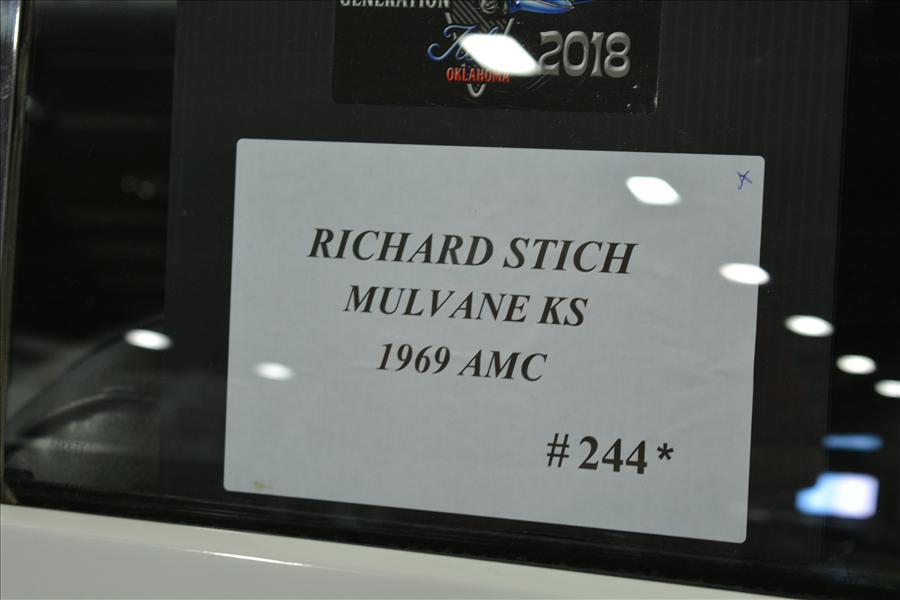 GENERATION
2018
OKLAHOMA
RICHARD STICH
MULVANE KS
1969 AMC
#244*